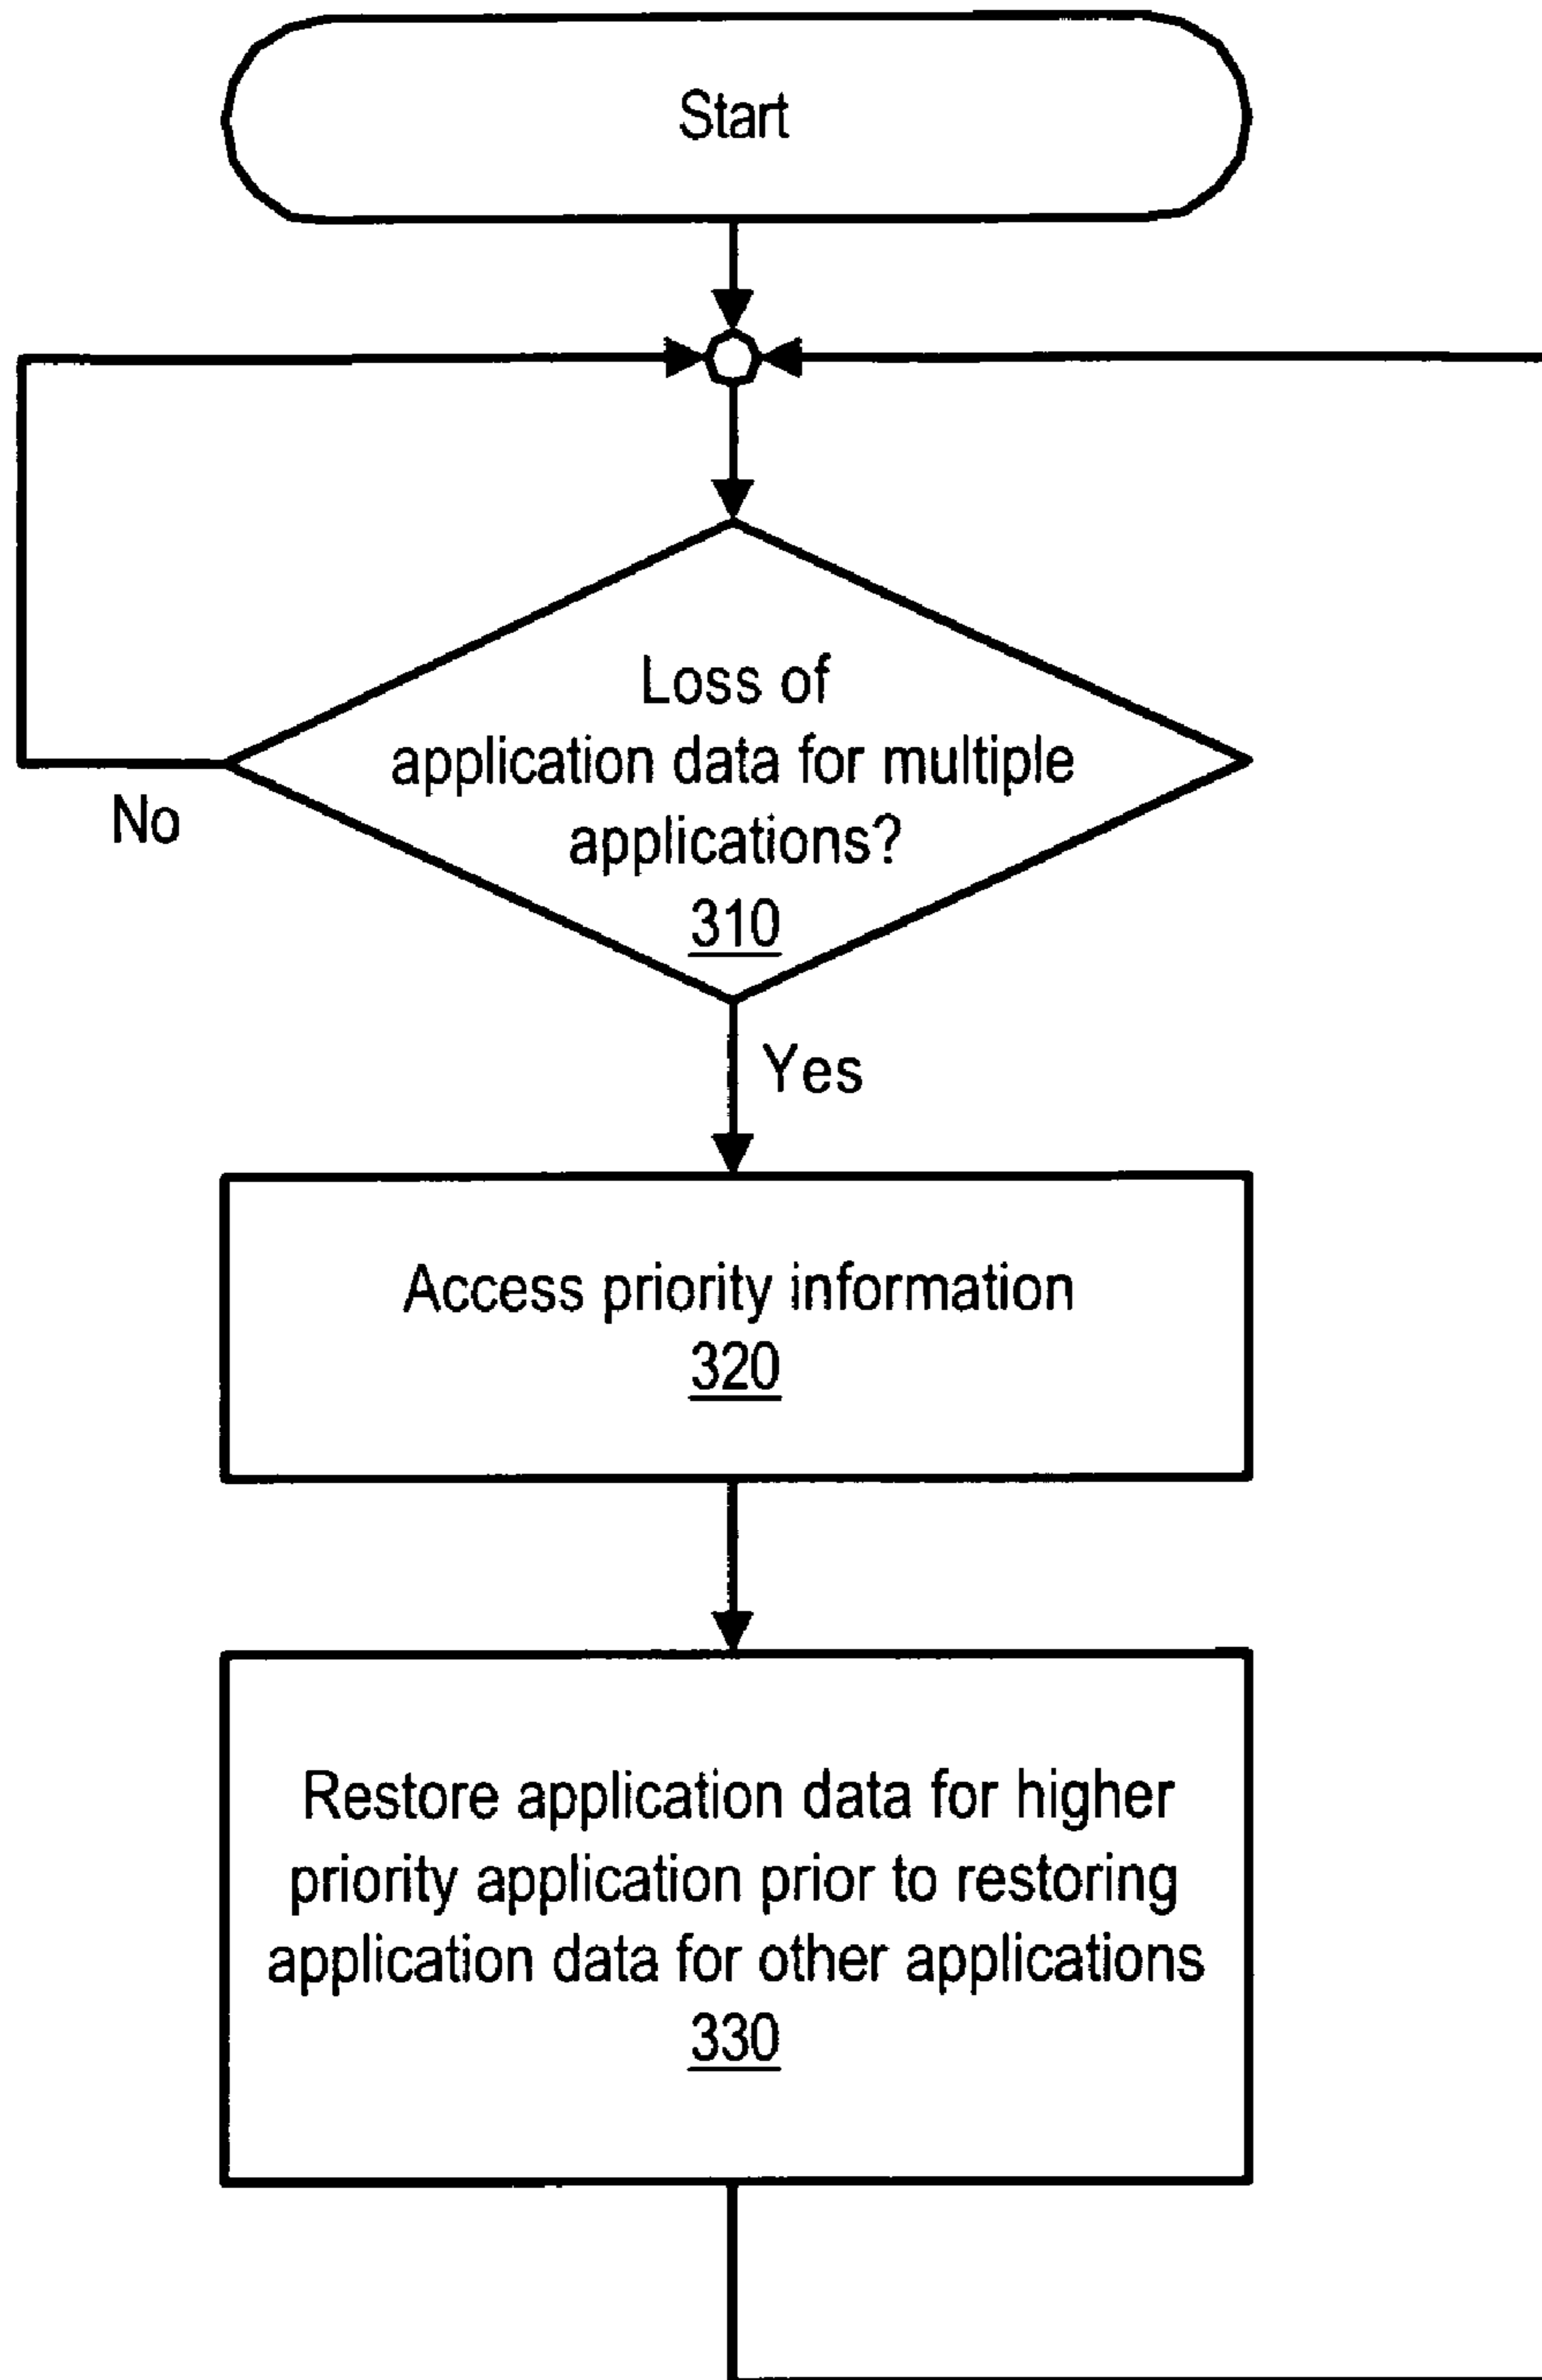 Start
Loss of
application data for multiple
applications?
310
No
Yes
Access priority information
320
Restore application data for higher
priority application prior to restoring
application data for other applications
330